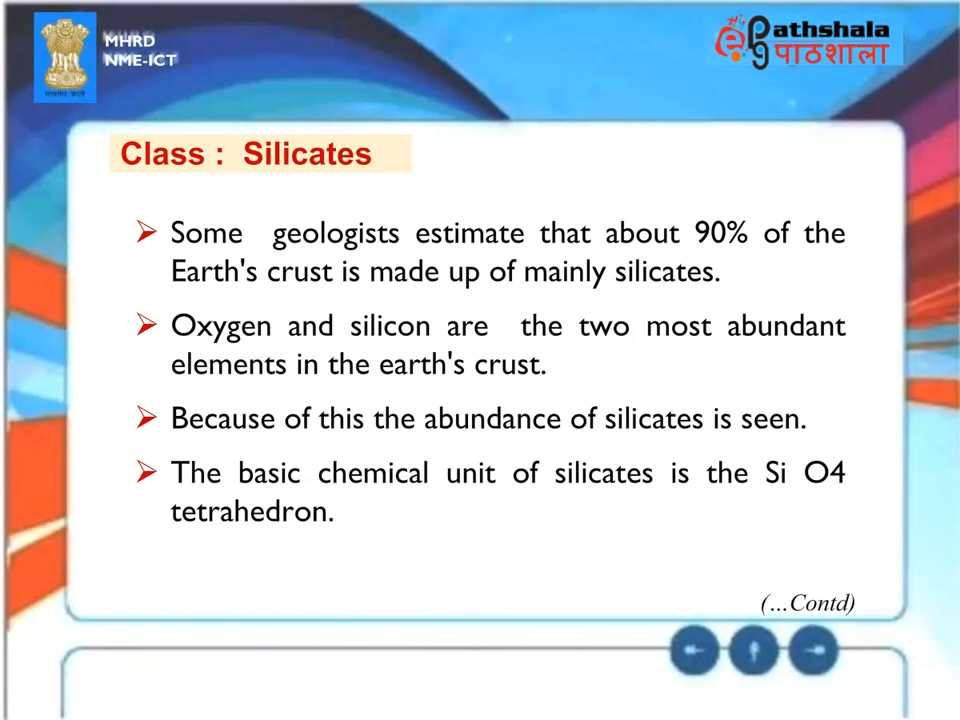 MHRD
NME-ICT
Pathshala
पाठशाला
Class : Silicates
Some geologists estimate that about 90% of the
Earth's crust is made up of mainly silicates.
Oxygen and silicon are the two most abundant
elements in the earth's crust.
Because of this the abundance of silicates is seen.
The basic chemical unit of silicates is the Si O4
tetrahedron.
(...Contd)